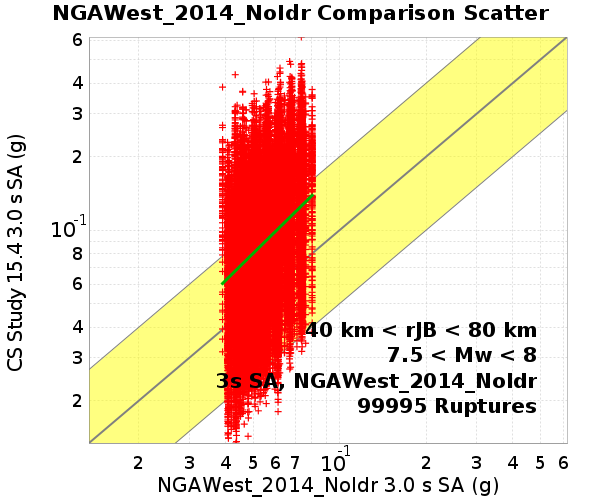 NGAWest_2014_NoIdr Comparison Scatter
6
4
3
2
10^-1
8
6
4
3
2
CS Study 15.4 3.0 s SA (g)
40 km < rJB < 80 km
7.5 < Mw < 8
3s SA, NGAWest_2014_NoIdr
99995 Ruptures
2 3 4 5 6 7 10^-1 2 3 4 5 6
NGAWest_2014_NoIdr 3.0 s SA (g)